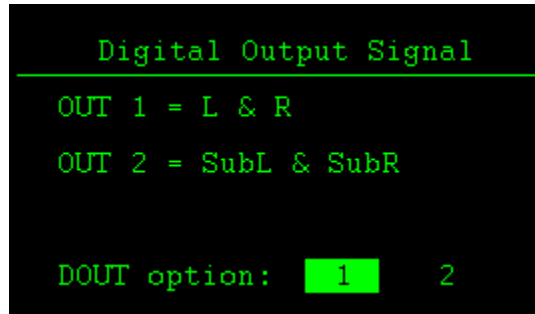 Digital Output Signal
OUT 1 = L & R
OUT 2 = SubL & SubR
DOUT option: 1 2